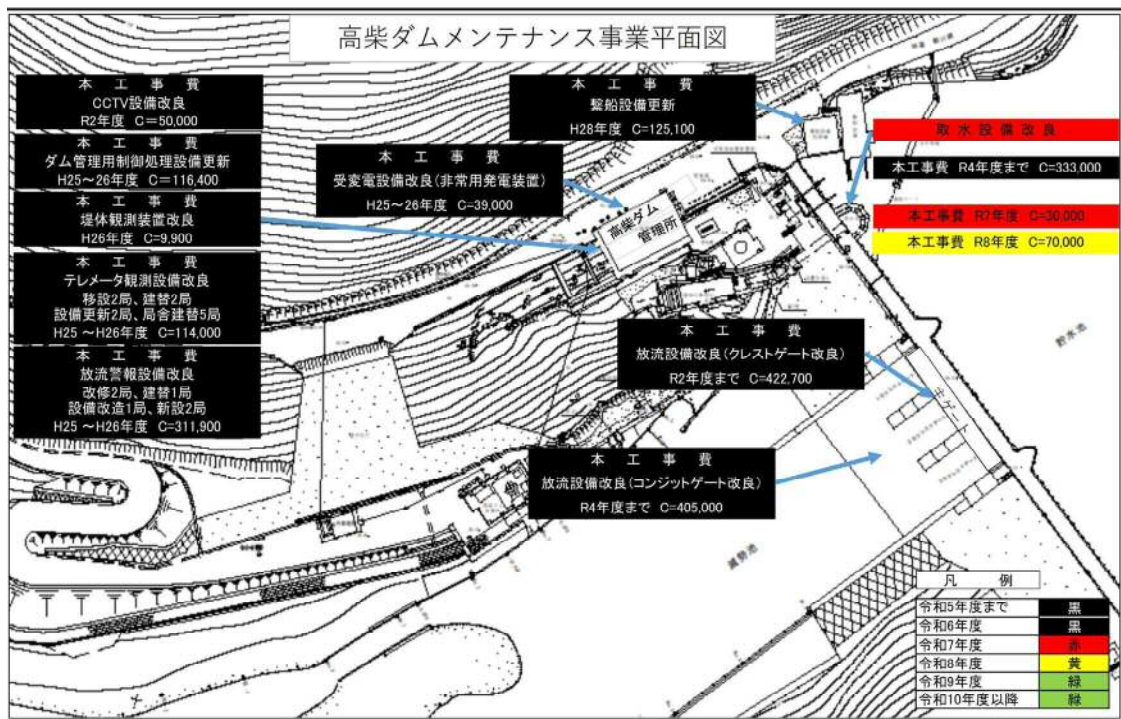 高柴ダムメンテナンス事業平面図
本工事費
CCTV設備改良
R2年度 C=50,000
本工事費
ダム管理用制御処理設備更新
H25～26年度 C=116,400
本工事費
堤体観測装置改良
H26年度 C=9,900
本工事費
テレメータ観測設備改良
移設2局、建替2局
設備更新2局、局舎建替5局
H25～H26年度 C=114,000
本工事費
放流警報設備改良
改修2局、建替1局
設備改造1局、新設2局
H25～H26年度 C=311,900
本工事費
受変電設備改良(非常用発電装置)
H25～26年度 C=39,000
本工事費
繋船設備更新
H28年度 C=125,100
取水設備改良
本工事費 R4年度まで C=333,000
本工事費 R7年度 C=30,000
本工事費 R8年度 C=70,000
高柴ダム
管理所
貯水池
本工事費
放流設備改良(クレストゲート改良)
R2年度まで C=422,700
本工事費
放流設備改良(コンジットゲート改良)
R4年度まで C=405,000
減勢池
凡例
令和5年度まで 黒
令和6年度 黒
令和7年度 赤
令和8年度 黄
令和9年度 緑
令和10年度以降 緑